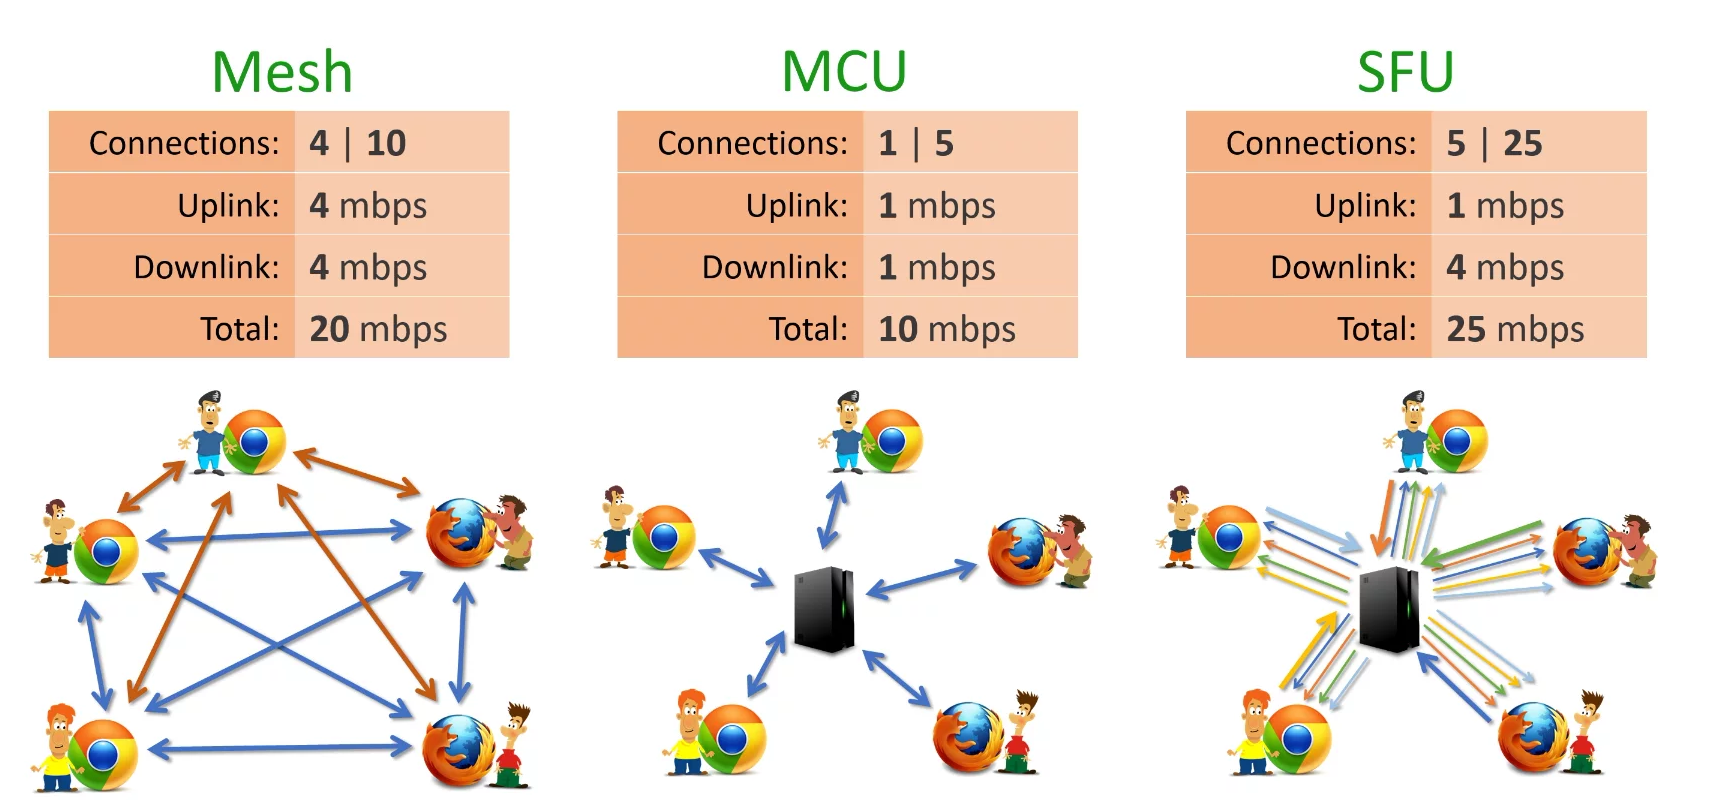 Mesh
Connections: 4 | 10
Uplink: 4 mbps
Downlink: 4 mbps
Total: 20 mbps
MCU
Connections: 1 | 5
Uplink: 1 mbps
Downlink: 1 mbps
Total: 10 mbps
SFU
Connections: 5 | 25
Uplink: 1 mbps
Downlink: 4 mbps
Total: 25 mbps